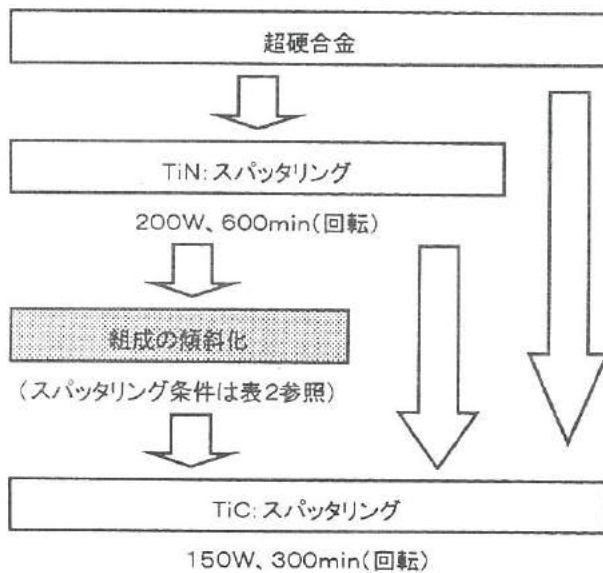 超硬合金
TiN:スパッタリング
200W、600min(回転)
組成の傾斜化
(スパッタリング条件は表2参照)
TiC:スパッタリング
150W、300min(回転)